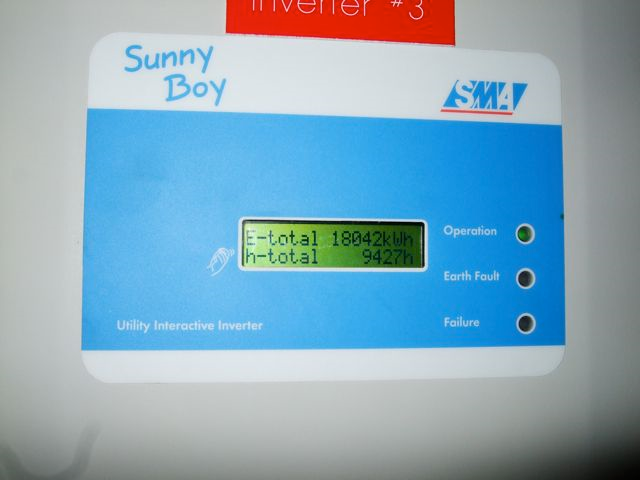 inverter #3
Sunny
Boy
SMA
E-total 18042kWh
h-total 9427h
Operation
Earth Fault
Failure
Utility Interactive Inverter